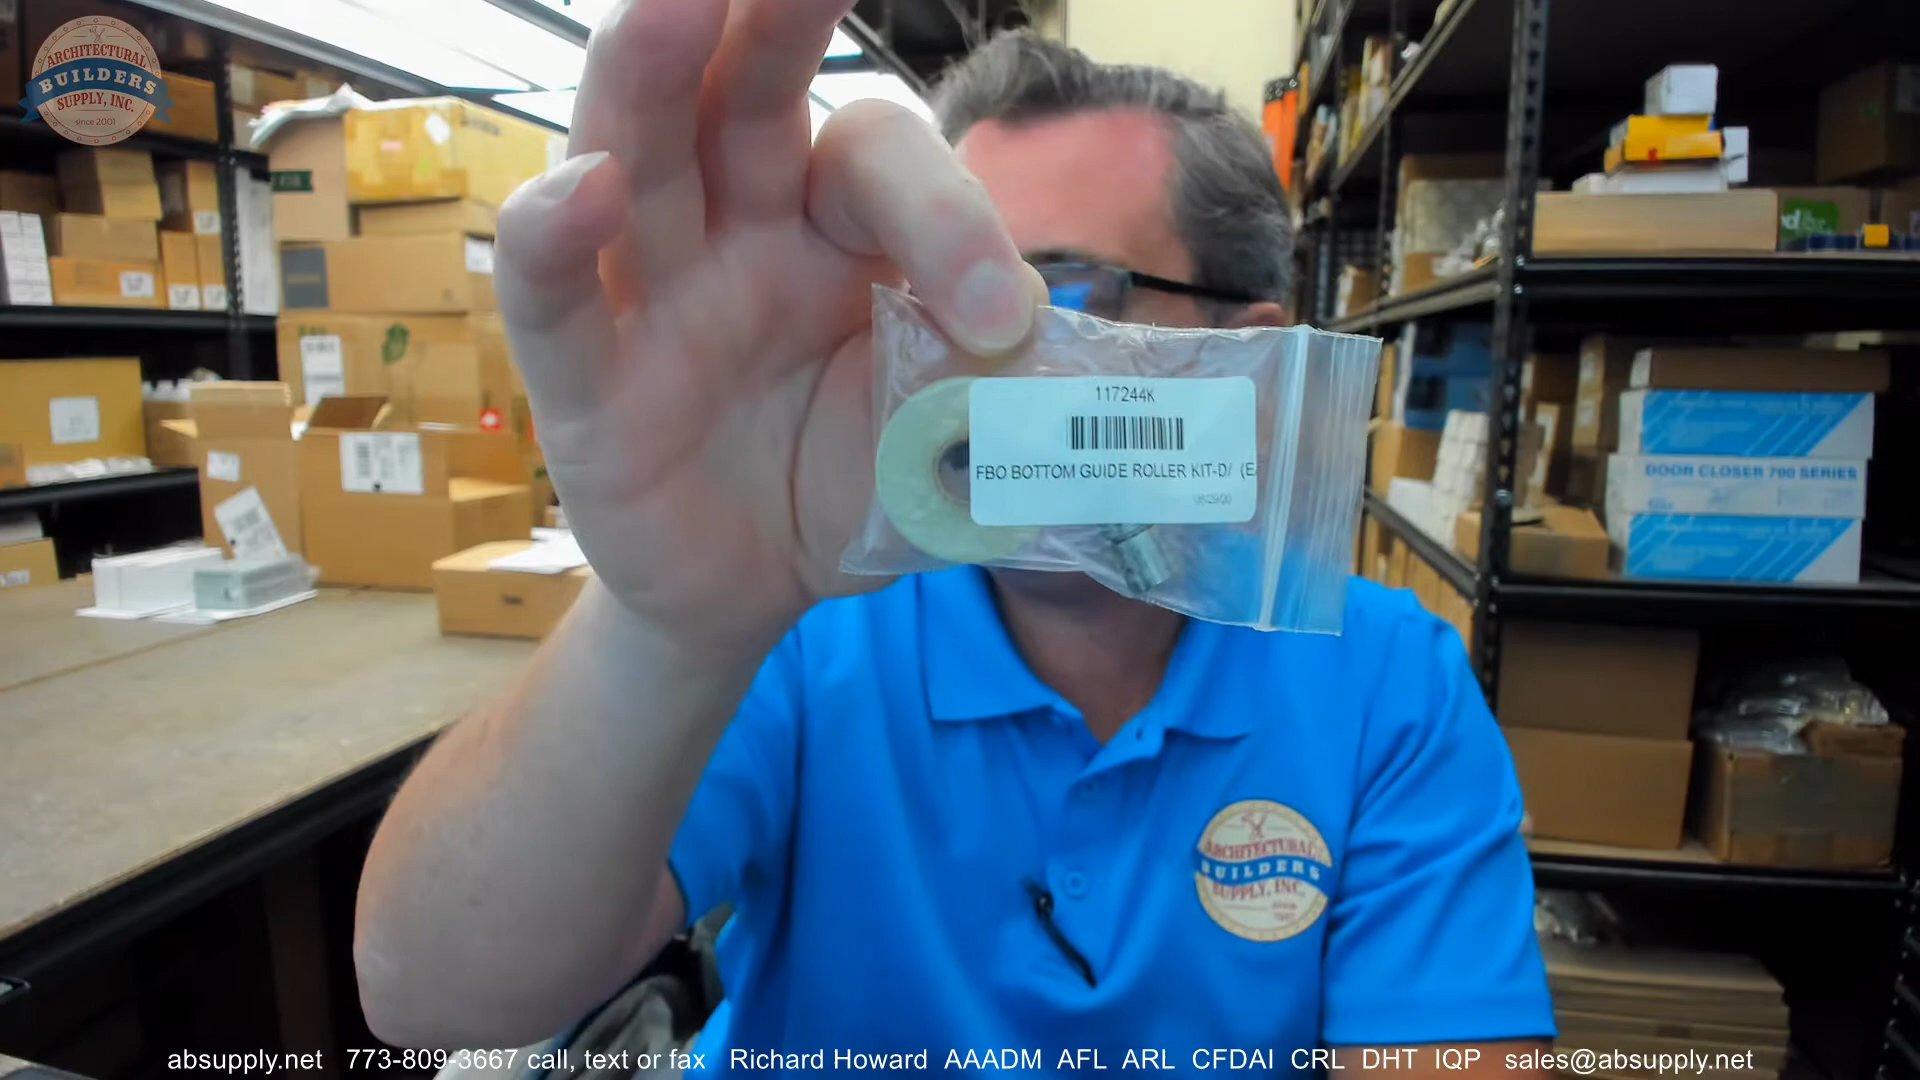 ARCHITECTURAL
BUILDERS
SUPPLY, INC.
since 2001
117244K
FBO BOTTOM GUIDE ROLLER KIT-D/ (EA
DOOR CLOSER 700 SERIES
ARCHITECTURAL
BUILDERS
SUPPLY, INC.
absupply.net 773-809-3667 call, text or fax Richard Howard AAADM AFL ARL CFDAI CRL DHT IQP sales@absupply.net